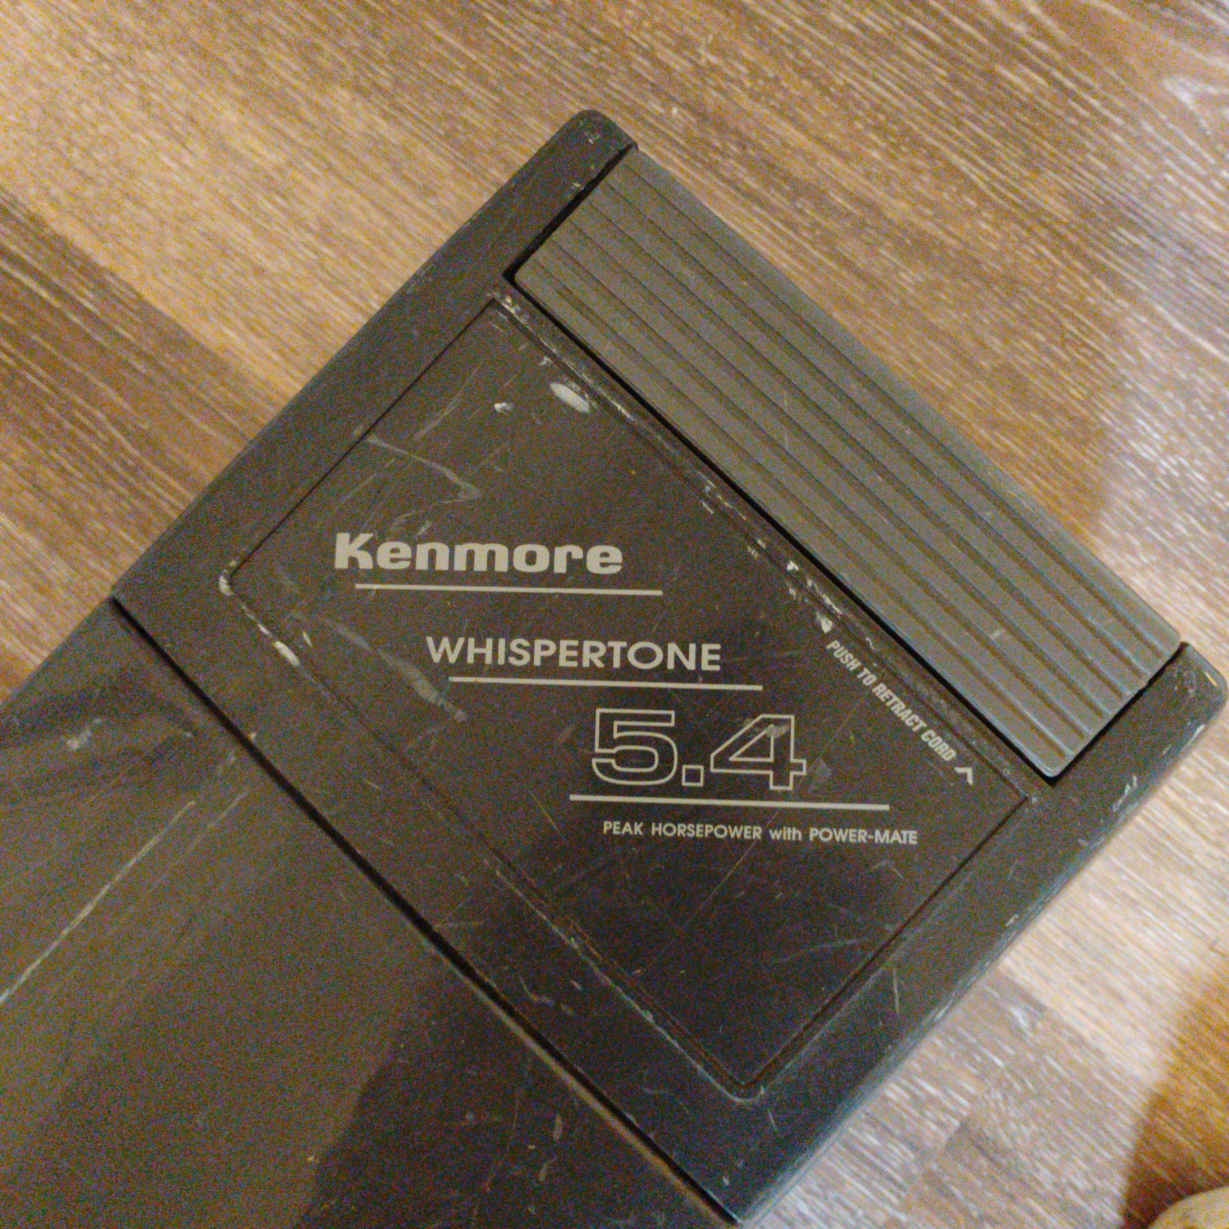 Kenmore
WHISPERTONE
5.4
PEAK HORSEPOWER with POWER-MATE
PUSH TO RETRACT CORD